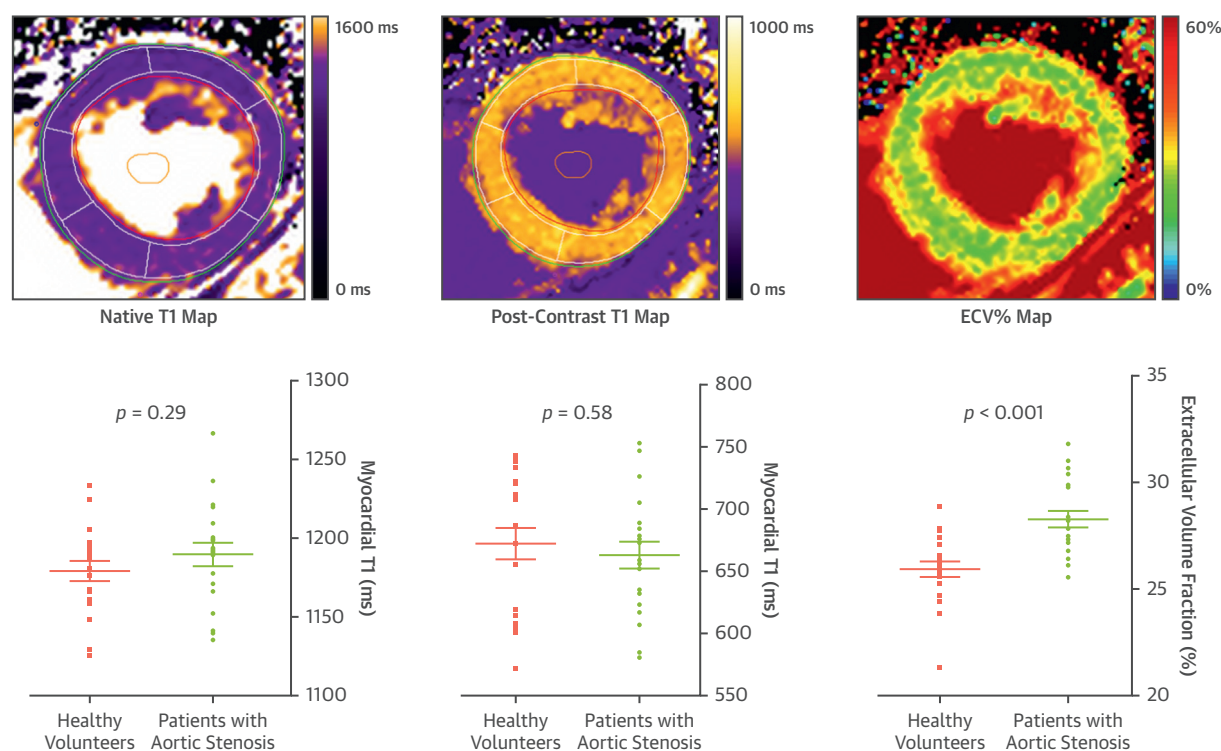 1600 ms
0 ms
Native T1 Map
1000 ms
0 ms
Post-Contrast T1 Map
60%
0%
ECV% Map
1300
1250
1200
1150
1100
Myocardial T1 (ms)
p = 0.29
Healthy
Volunteers
Patients with
Aortic Stenosis
800
750
700
650
600
550
Myocardial T1 (ms)
p = 0.58
Healthy
Volunteers
Patients with
Aortic Stenosis
35
30
25
20
Extracellular Volume Fraction (%)
p < 0.001
Healthy
Volunteers
Patients with
Aortic Stenosis